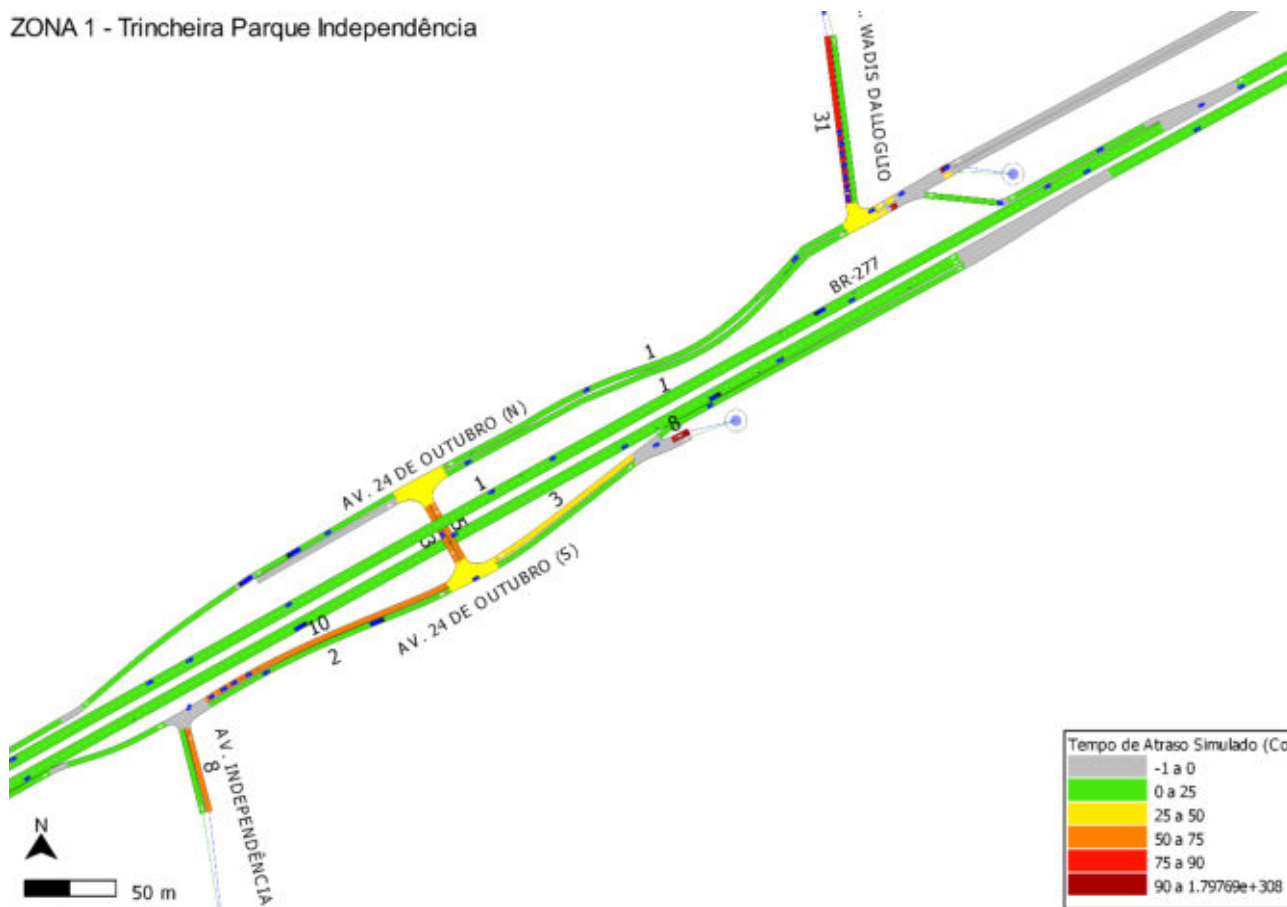 ZONA 1 - Trincheira Parque Independência
. WADIS DALLOGLIO
31
BR-277
1
1
8
AV. 24 DE OUTUBRO (N)
1
5
3
3
AV. 24 DE OUTUBRO (S)
10
2
AV. INDEPENDÊNCIA
8
N
50 m
Tempo de Atraso Simulado (Co
-1 a 0
0 a 25
25 a 50
50 a 75
75 a 90
90 a 1.79769e+308